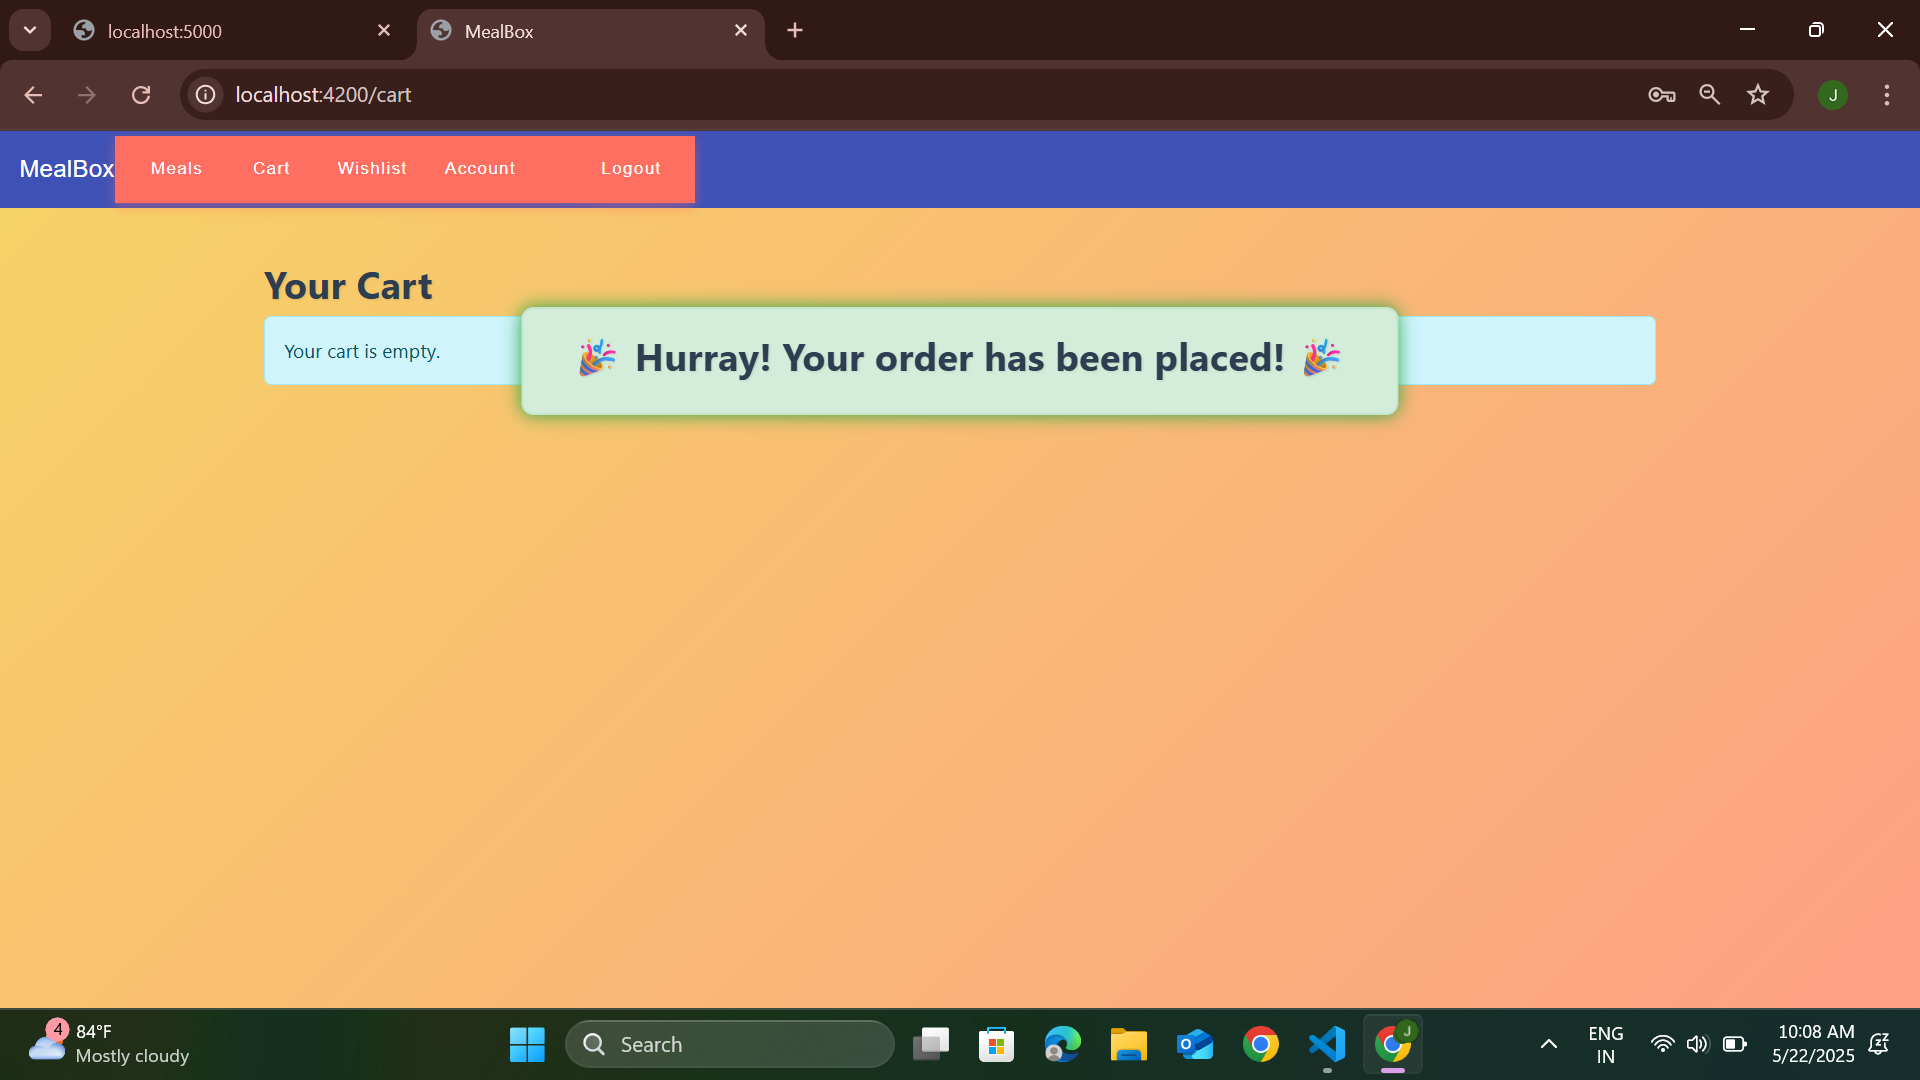 localhost:5000
MealBox
localhost:4200/cart
J
MealBox
Meals
Cart
Wishlist
Account
Logout
Your Cart
Your cart is empty.
🎉 Hurray! Your order has been placed! 🎉
4
84°F
Mostly cloudy
Search
J
ENG
IN
10:08 AM
5/22/2025